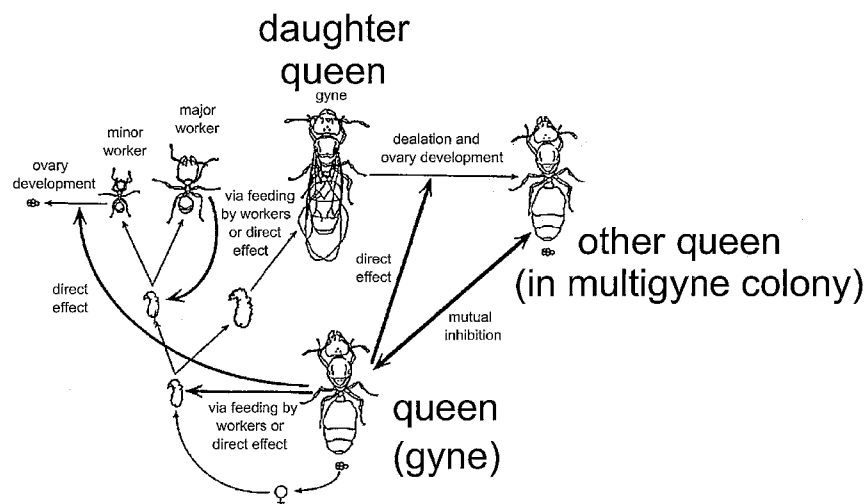 daughter
queen
gyne
major
worker
minor
worker
ovary
development
dealation and
ovary development
via feeding
by workers
or direct
effect
direct
effect
direct
effect
other queen
(in multigyne colony)
mutual
inhibition
via feeding by
workers or
direct effect
queen
(gyne)
♀